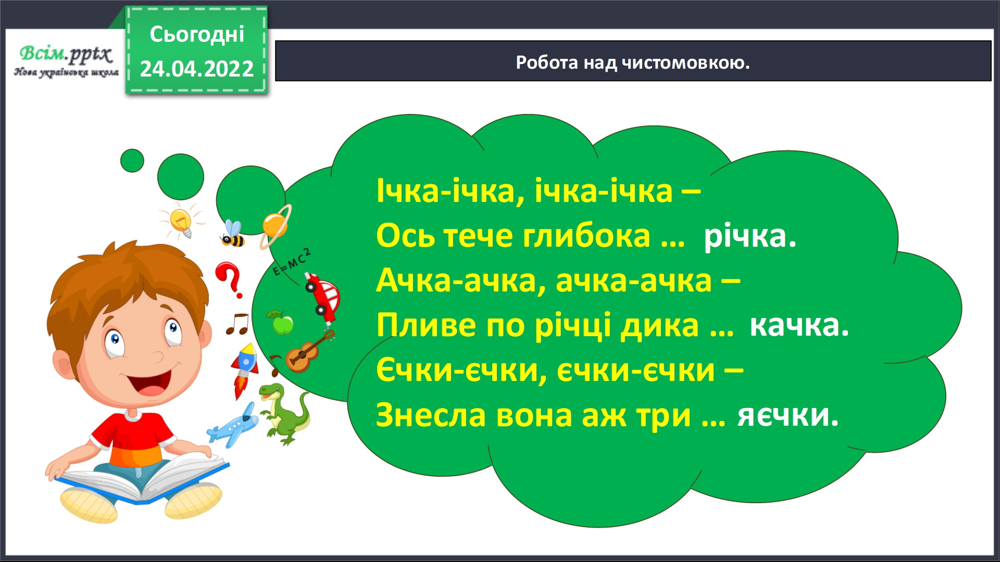 Всім.pptx
Нова українська школа
Сьогодні
24.04.2022
Робота над чистомовкою.
Ічка-ічка, ічка-ічка –
Ось тече глибока ... річка.
Ачка-ачка, ачка-ачка –
Пливе по річці дика ... качка.
Єчки-єчки, єчки-єчки –
Знесла вона аж три ... яєчки.
E=MC²